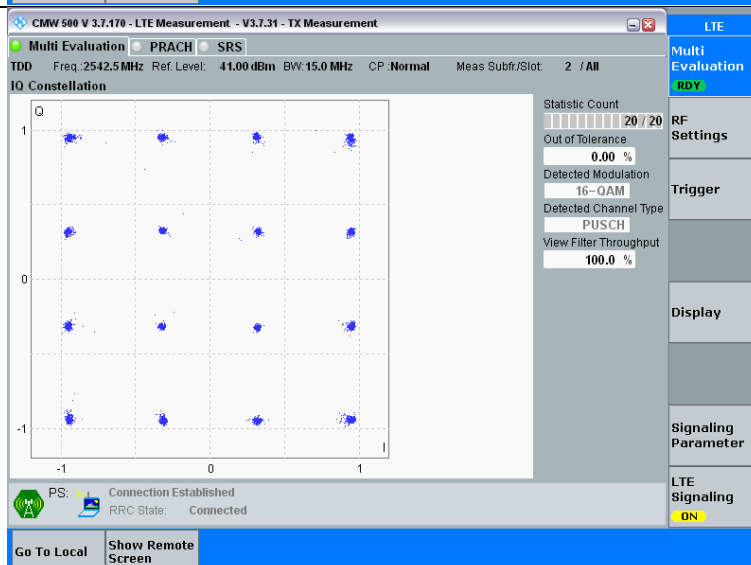 CMW 500 V 3.7.170 - LTE Measurement - V3.7.31 - TX Measurement
LTE
Multi Evaluation PRACH SRS
TDD Freq.:2542.5 MHz Ref. Level: 41.00 dBm BW:15.0 MHz CP :Normal Meas Subfr./Slot: 2 / All
IQ Constellation
Q
1
0
-1
-1 0 1
I
Statistic Count
20 / 20
Out of Tolerance
0.00 %
Detected Modulation
16-QAM
Detected Channel Type
PUSCH
View Filter Throughput
100.0 %
Multi
Evaluation
RDY
RF
Settings
Trigger
Display
Signaling
Parameter
LTE
Signaling
ON
PS: Connection Established
RRC State: Connected
Go To Local
Show Remote
Screen